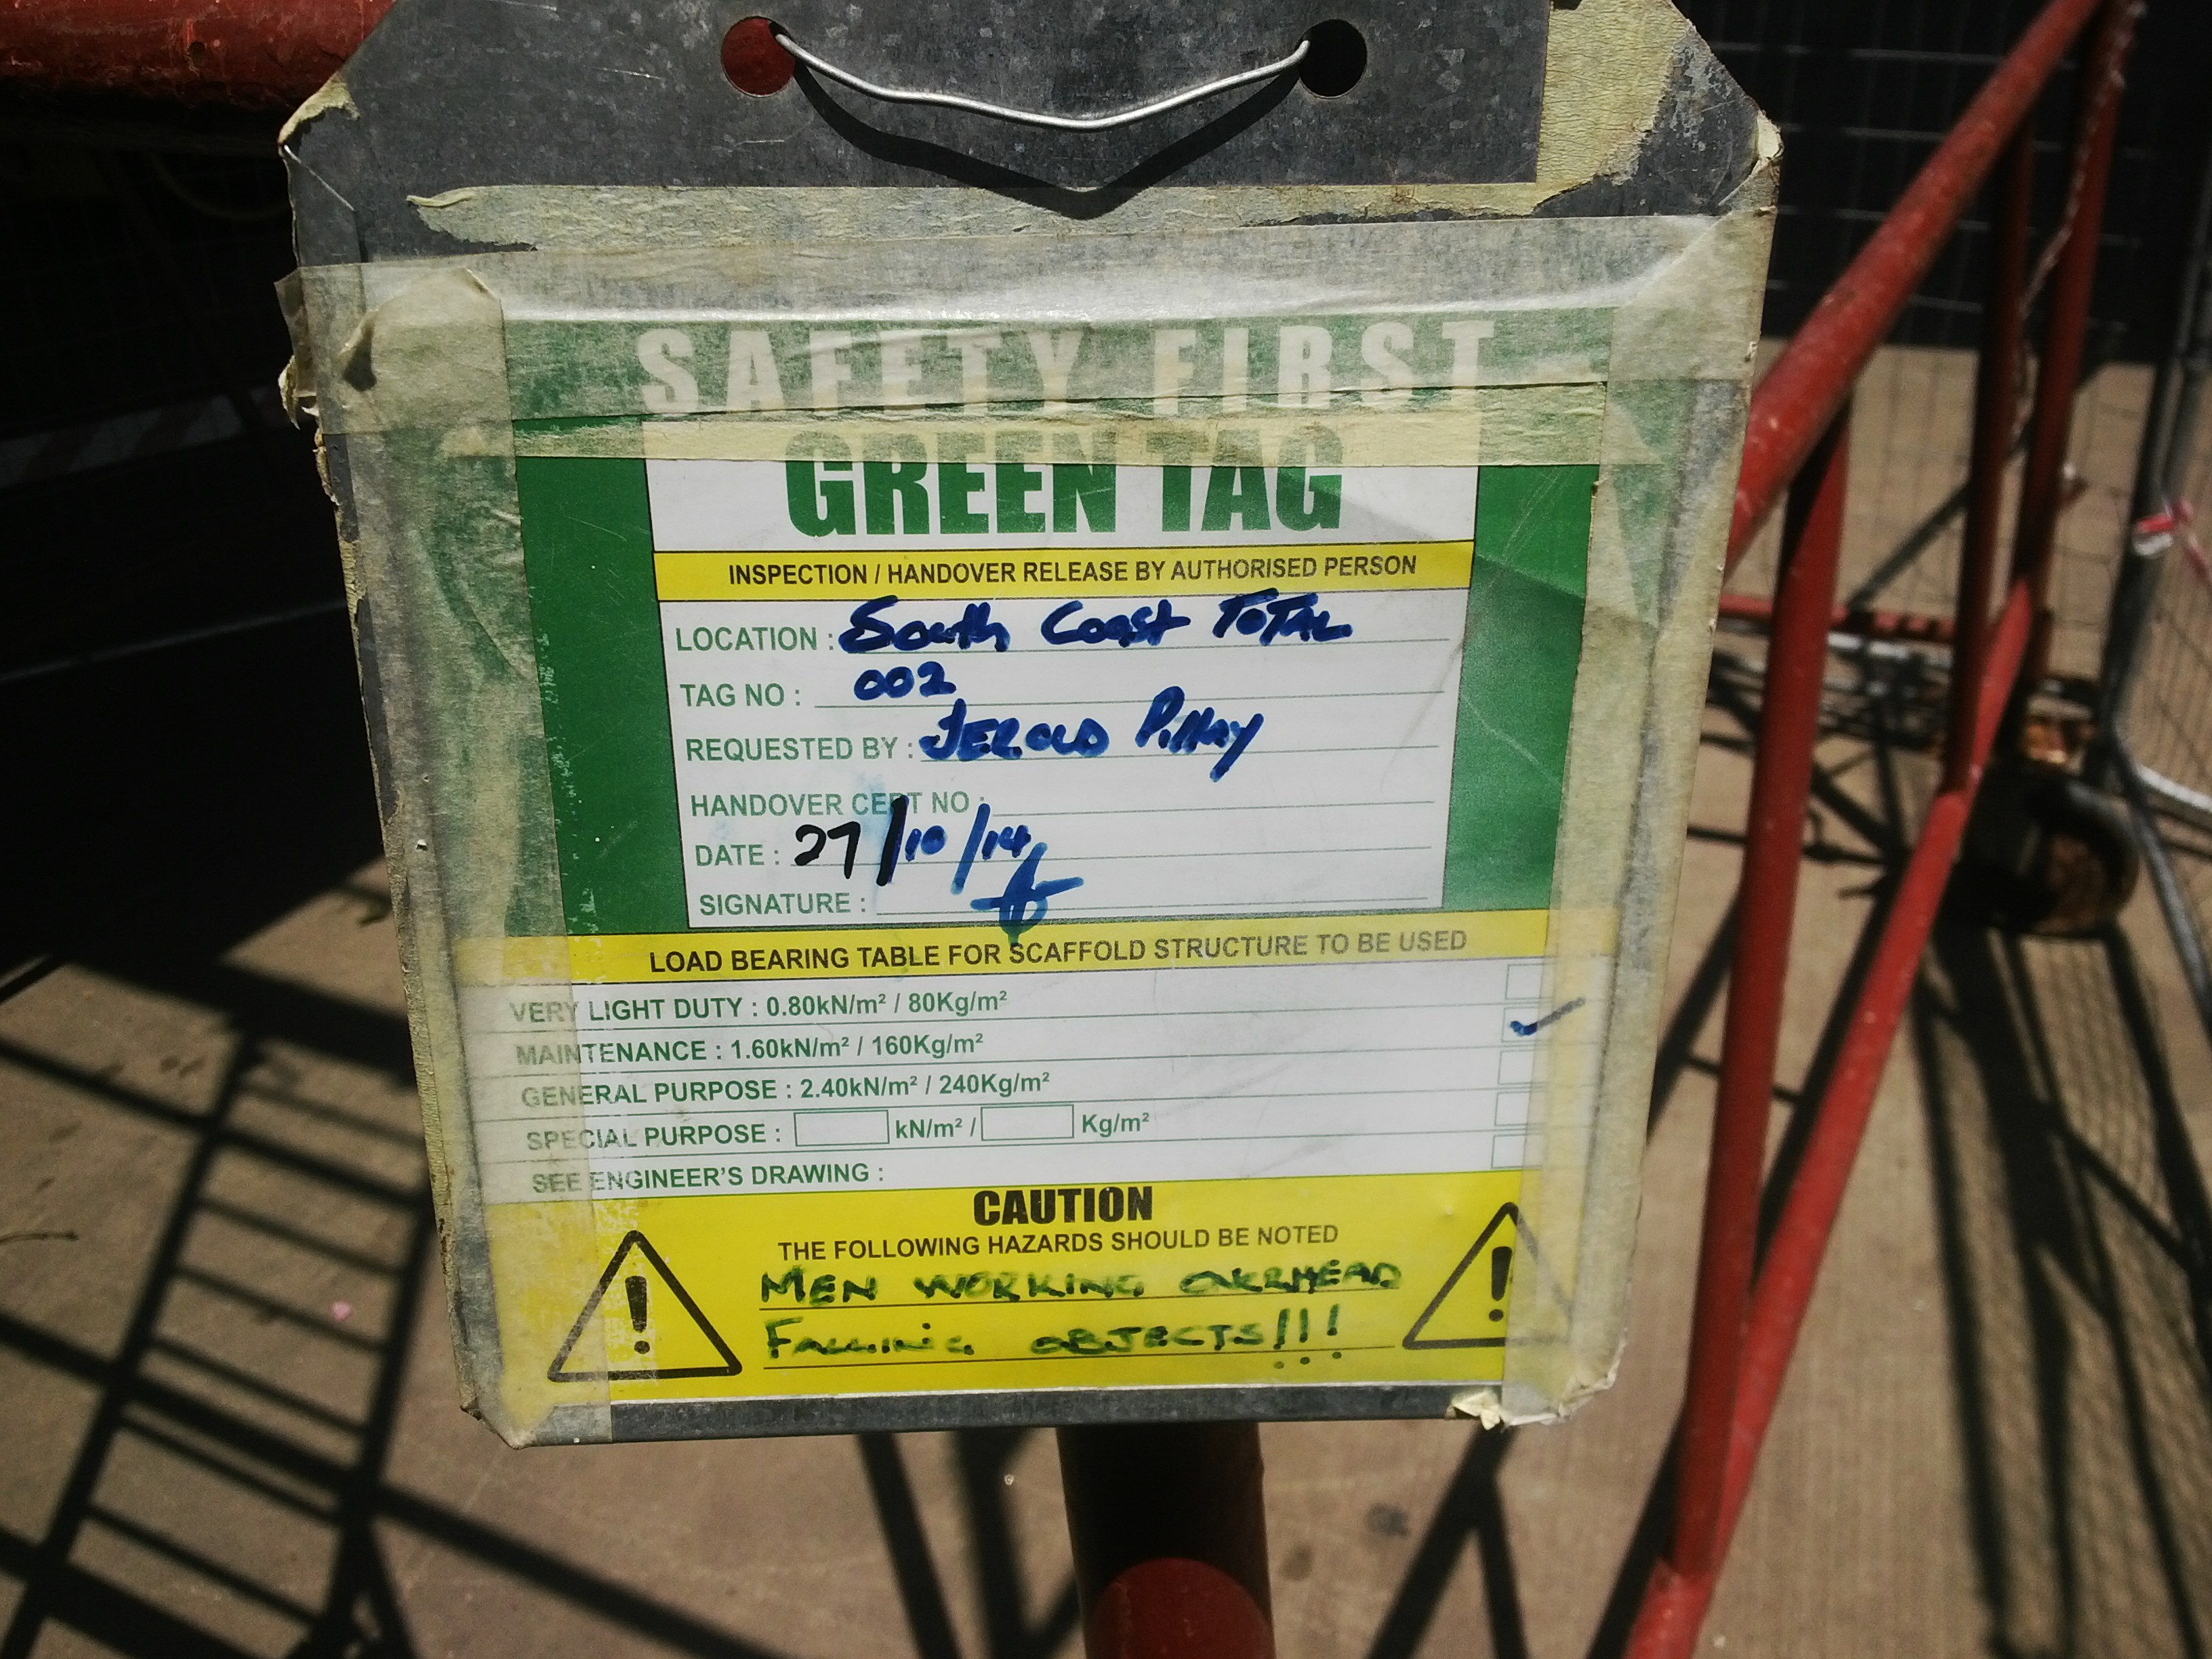 SAFETY FIRST
GREEN TAG
INSPECTION / HANDOVER RELEASE BY AUTHORISED PERSON
LOCATION : South Coast TOTAL
TAG NO : 002
REQUESTED BY : JEROLD Pillay
HANDOVER CERT NO :
DATE : 27/10/14
SIGNATURE :
LOAD BEARING TABLE FOR SCAFFOLD STRUCTURE TO BE USED
VERY LIGHT DUTY : 0.80kN/m² / 80Kg/m²
MAINTENANCE : 1.60kN/m² / 160Kg/m²
GENERAL PURPOSE : 2.40kN/m² / 240Kg/m²
SPECIAL PURPOSE : kN/m² / Kg/m²
SEE ENGINEER'S DRAWING :
CAUTION
THE FOLLOWING HAZARDS SHOULD BE NOTED
MEN WORKING OVERHEAD
FALLING OBJECTS!!!